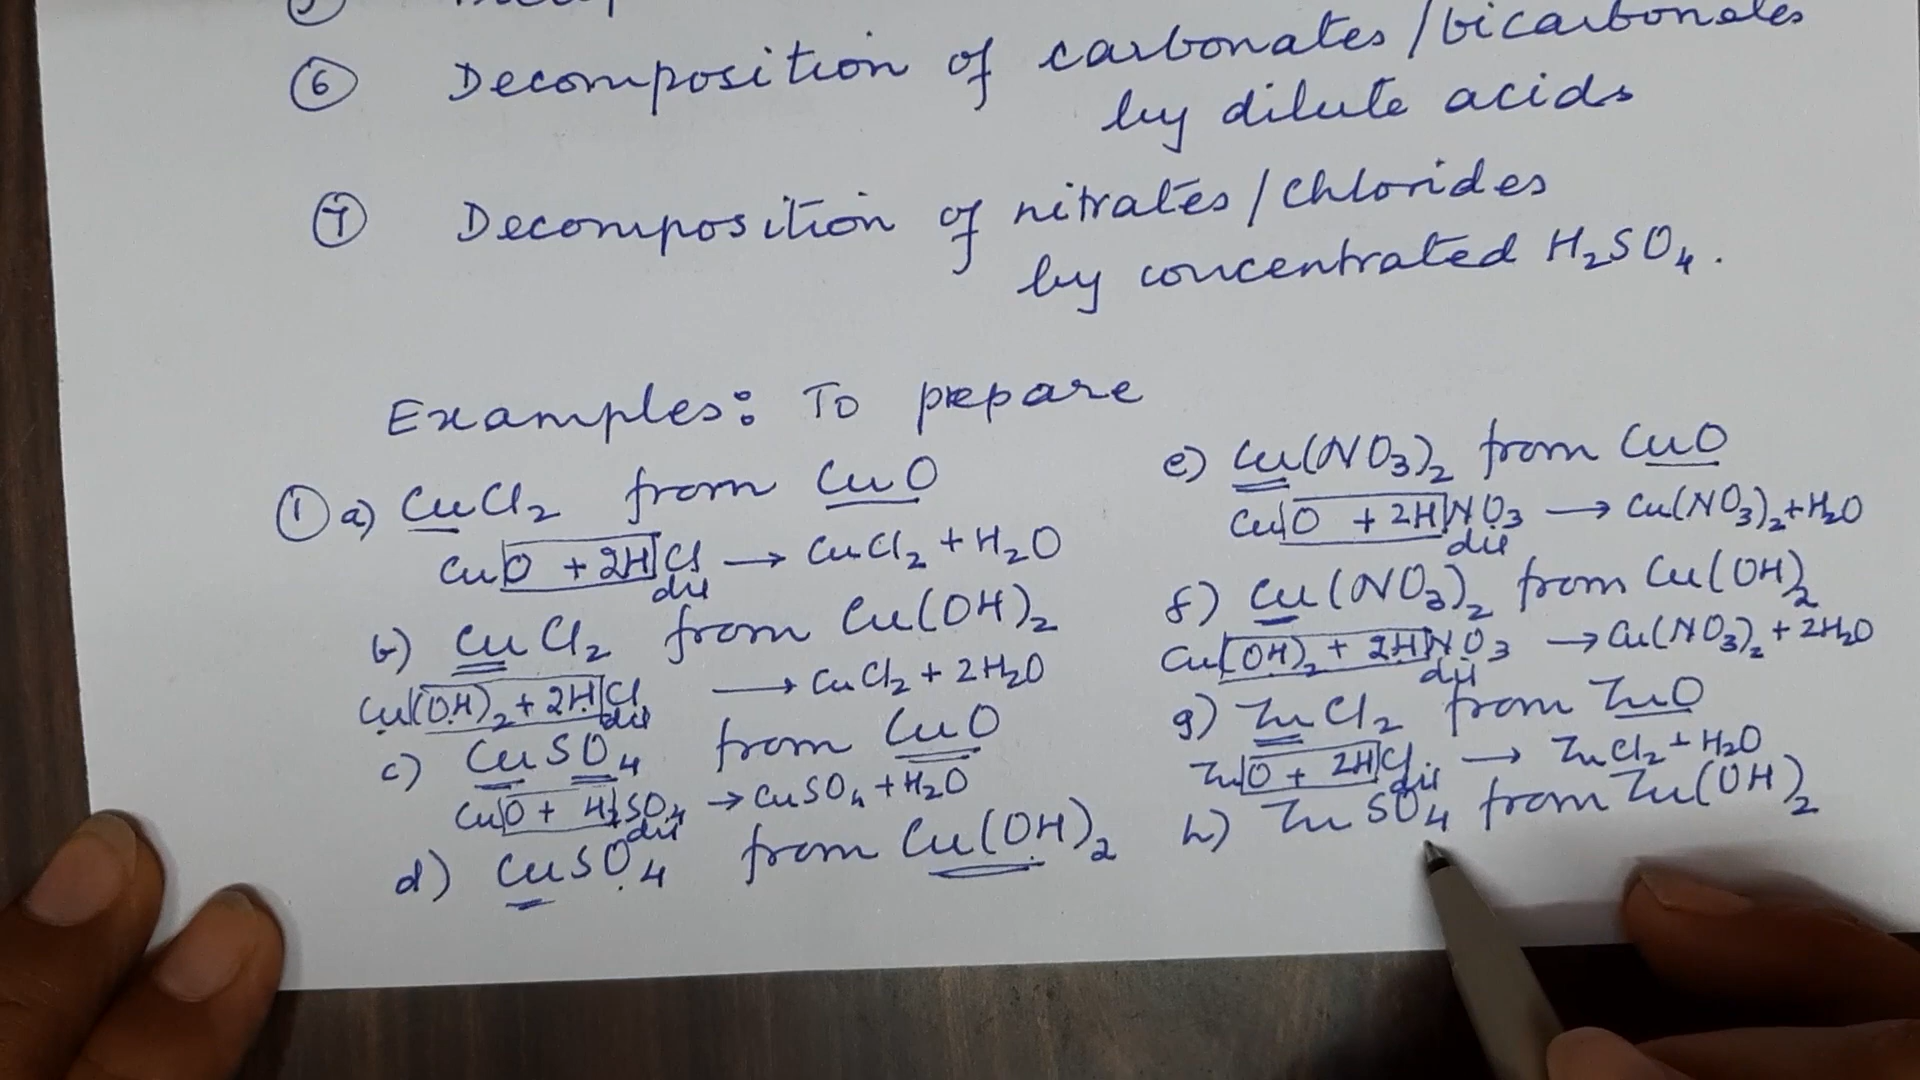 ⑥ Decomposition of carbonates/bicarbonates
by dilute acids
⑦ Decomposition of nitrates/chlorides
by concentrated H₂SO₄.
Examples: To prepare
① a) CuCl₂ from CuO
CuO + 2HCl dil → CuCl₂ + H₂O
b) CuCl₂ from Cu(OH)₂
Cu(OH)₂ + 2HCl dil → CuCl₂ + 2H₂O
c) CuSO₄ from CuO
CuO + H₂SO₄ dil → CuSO₄ + H₂O
d) CuSO₄ from Cu(OH)₂
e) Cu(NO₃)₂ from CuO
CuO + 2HNO₃ dil → Cu(NO₃)₂ + H₂O
f) Cu(NO₃)₂ from Cu(OH)₂
Cu(OH)₂ + 2HNO₃ dil → Cu(NO₃)₂ + 2H₂O
g) ZnCl₂ from ZnO
ZnO + 2HCl dil → ZnCl₂ + H₂O
h) ZnSO₄ from Zn(OH)₂